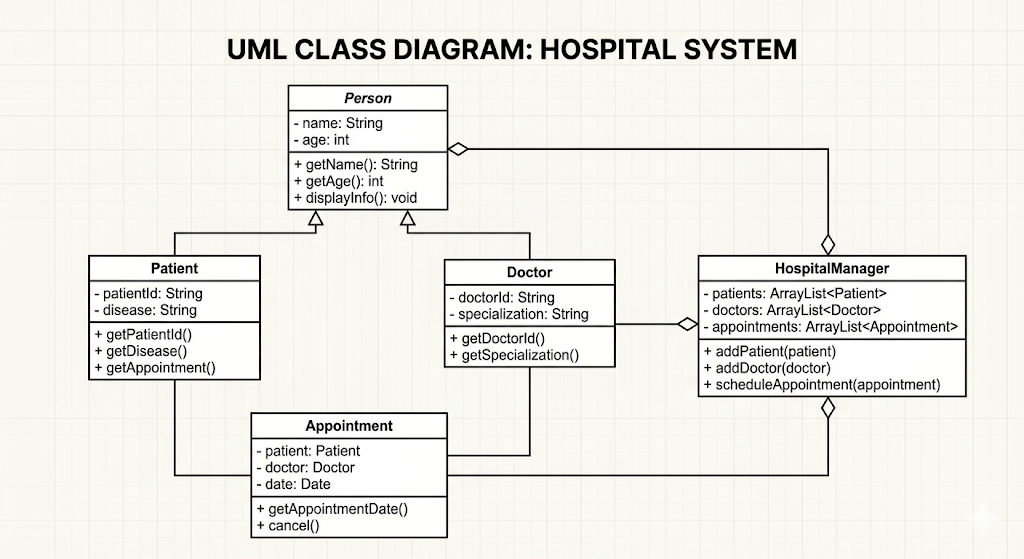 UML CLASS DIAGRAM: HOSPITAL SYSTEM
Person
- name: String
- age: int
+ getName(): String
+ getAge(): int
+ displayInfo(): void
Patient
- patientId: String
- disease: String
+ getPatientId()
+ getDisease()
+ getAppointment()
Doctor
- doctorId: String
- specialization: String
+ getDoctorId()
+ getSpecialization()
HospitalManager
- patients: ArrayList<Patient>
- doctors: ArrayList<Doctor>
- appointments: ArrayList<Appointment>
+ addPatient(patient)
+ addDoctor(doctor)
+ scheduleAppointment(appointment)
Appointment
- patient: Patient
- doctor: Doctor
- date: Date
+ getAppointmentDate()
+ cancel()